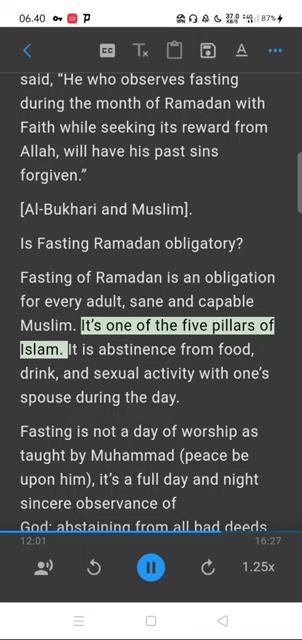 06.40
37.0
KB/s
87%
said, “He who observes fasting
during the month of Ramadan with
Faith while seeking its reward from
Allah, will have his past sins
forgiven.”
[Al-Bukhari and Muslim].
Is Fasting Ramadan obligatory?
Fasting of Ramadan is an obligation
for every adult, sane and capable
Muslim. It’s one of the five pillars of
Islam. It is abstinence from food,
drink, and sexual activity with one’s
spouse during the day.
Fasting is not a day of worship as
taught by Muhammad (peace be
upon him), it’s a full day and night
sincere observance of
God; abstaining from all bad deeds
12:01
16:27
1.25x